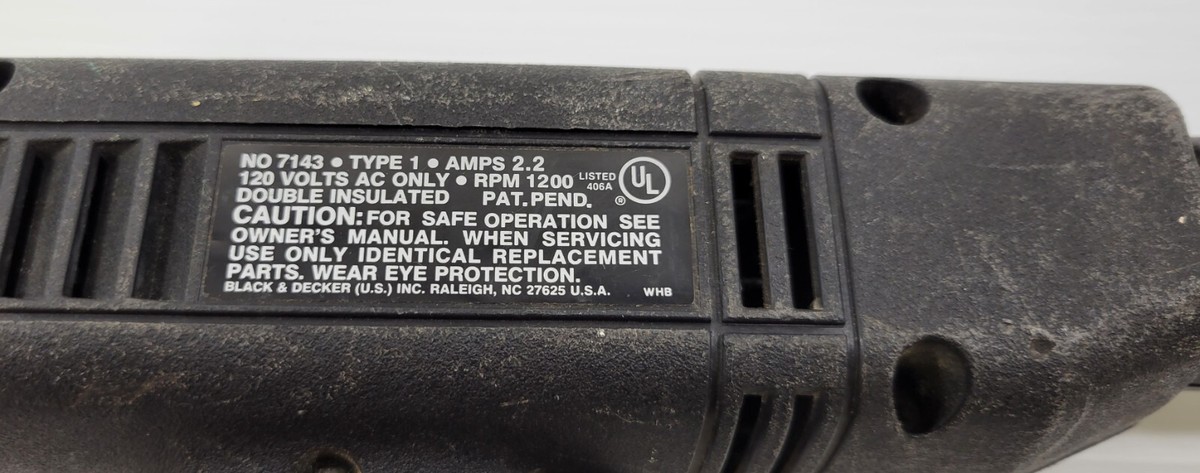 NO 7143 • TYPE 1 • AMPS 2.2
120 VOLTS AC ONLY • RPM 1200 LISTED 406A UL ®
DOUBLE INSULATED PAT. PEND.
CAUTION: FOR SAFE OPERATION SEE
OWNER'S MANUAL. WHEN SERVICING
USE ONLY IDENTICAL REPLACEMENT
PARTS. WEAR EYE PROTECTION.
BLACK & DECKER (U.S.) INC. RALEIGH, NC 27625 U.S.A. WHB